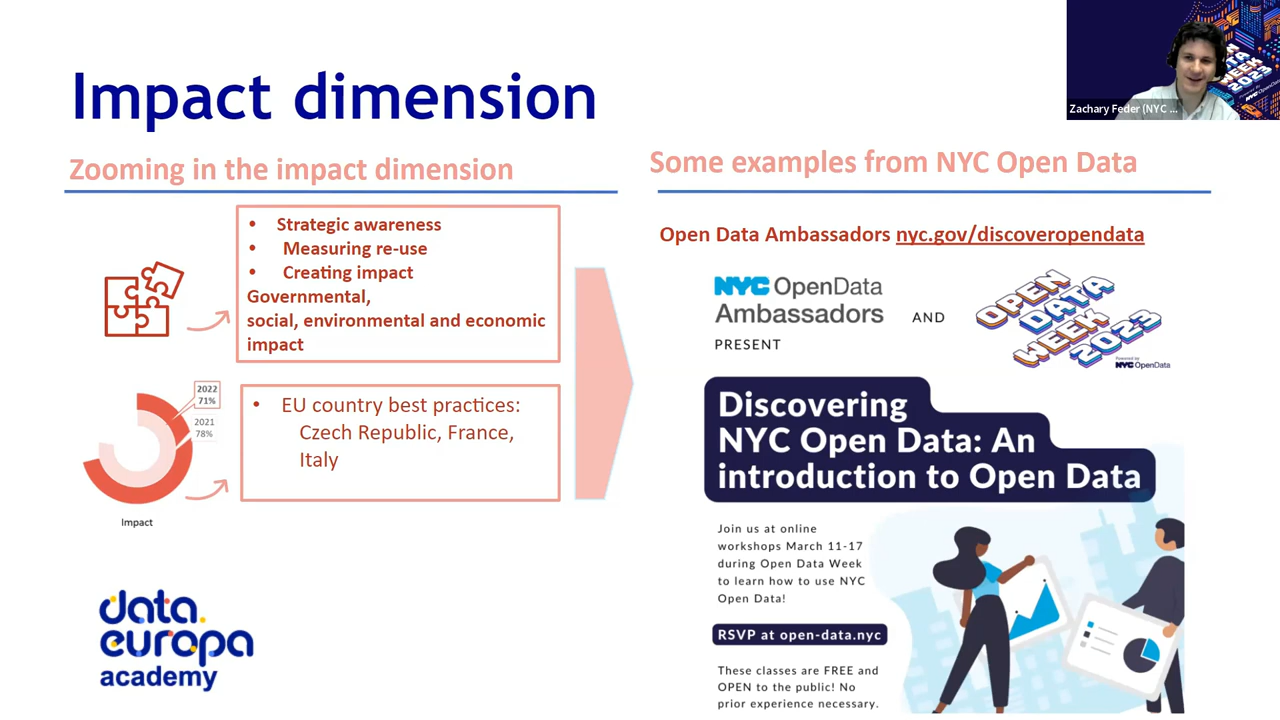 Impact dimension
Zooming in the impact dimension
• Strategic awareness
• Measuring re-use
• Creating impact
Governmental,
social, environmental and economic
impact
2022
71%
2021
78%
Impact
• EU country best practices:
Czech Republic, France,
Italy
data.
europa
academy
Some examples from NYC Open Data
Open Data Ambassadors nyc.gov/discoveropendata
NYC OpenData
Ambassadors
PRESENT
AND
OPEN
DATA
WEEK
2023
Powered by
NYC OpenData
Discovering
NYC Open Data: An
introduction to Open Data
Join us at online
workshops March 11-17
during Open Data Week
to learn how to use NYC
Open Data!
RSVP at open-data.nyc
These classes are FREE and
OPEN to the public! No
prior experience necessary.
Zachary Feder (NYC ...
DATA
WEEK
2023
NYC OpenData